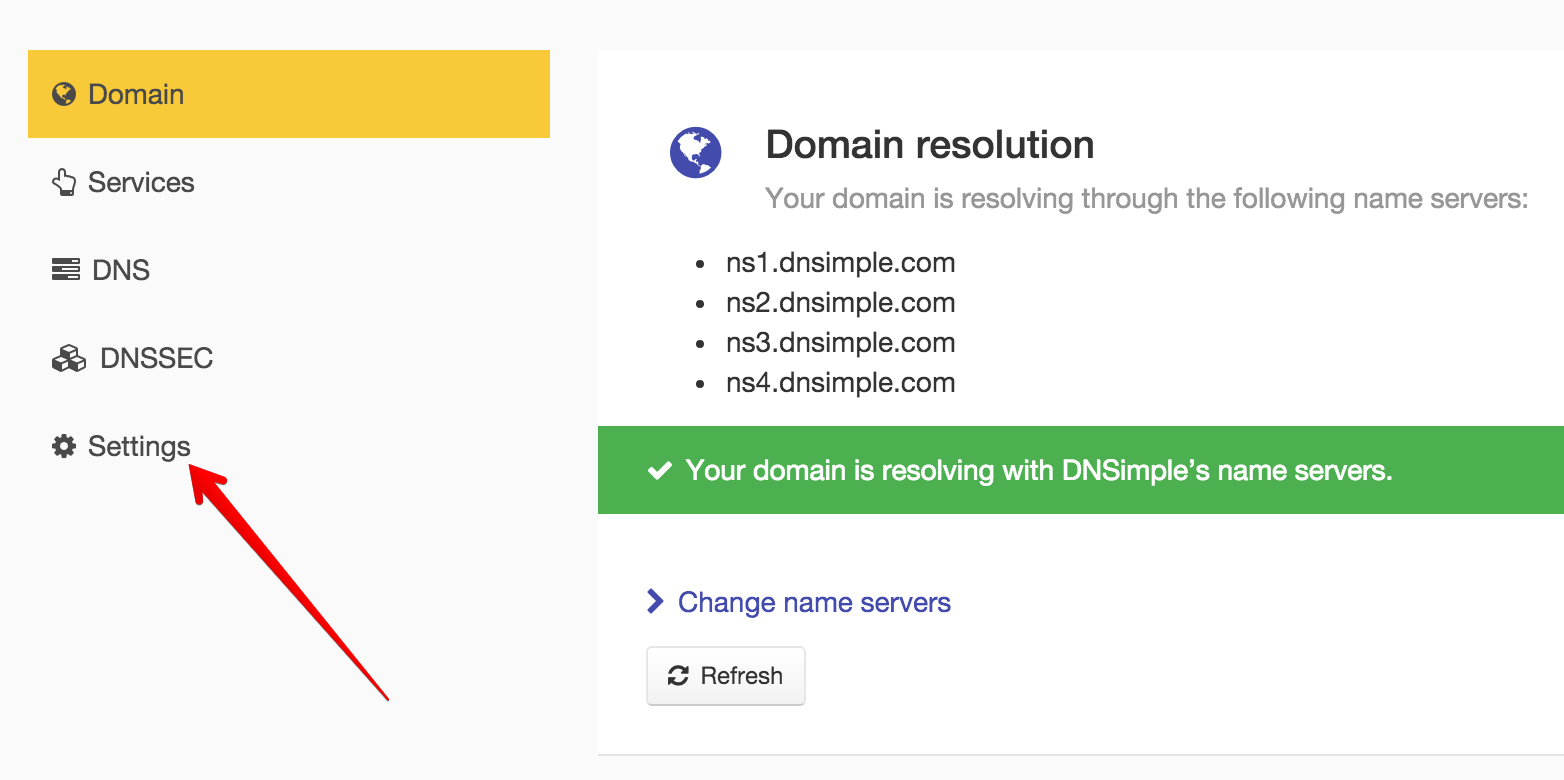 Domain
Services
DNS
DNSSEC
Settings
Domain resolution
Your domain is resolving through the following name servers:
• ns1.dnsimple.com
• ns2.dnsimple.com
• ns3.dnsimple.com
• ns4.dnsimple.com
Your domain is resolving with DNSimple’s name servers.
Change name servers
Refresh